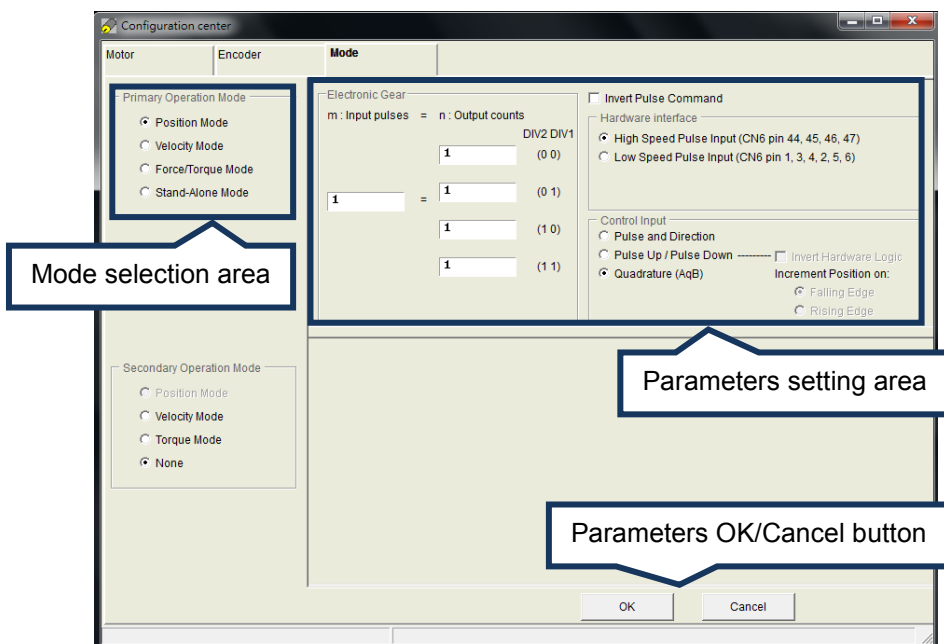 Configuration center
Motor
Encoder
Mode
Primary Operation Mode
Position Mode
Velocity Mode
Force/Torque Mode
Stand-Alone Mode
Mode selection area
Electronic Gear
m : Input pulses = n : Output counts
DIV2 DIV1
1 (0 0)
1 = 1 (0 1)
1 (1 0)
1 (1 1)
Invert Pulse Command
Hardware interface
High Speed Pulse Input (CN6 pin 44, 45, 46, 47)
Low Speed Pulse Input (CN6 pin 1, 3, 4, 2, 5, 6)
Control Input
Pulse and Direction
Pulse Up / Pulse Down -------- Invert Hardware Logic
Quadrature (AqB) Increment Position on:
Falling Edge
Rising Edge
Parameters setting area
Secondary Operation Mode
Position Mode
Velocity Mode
Torque Mode
None
Parameters OK/Cancel button
OK
Cancel